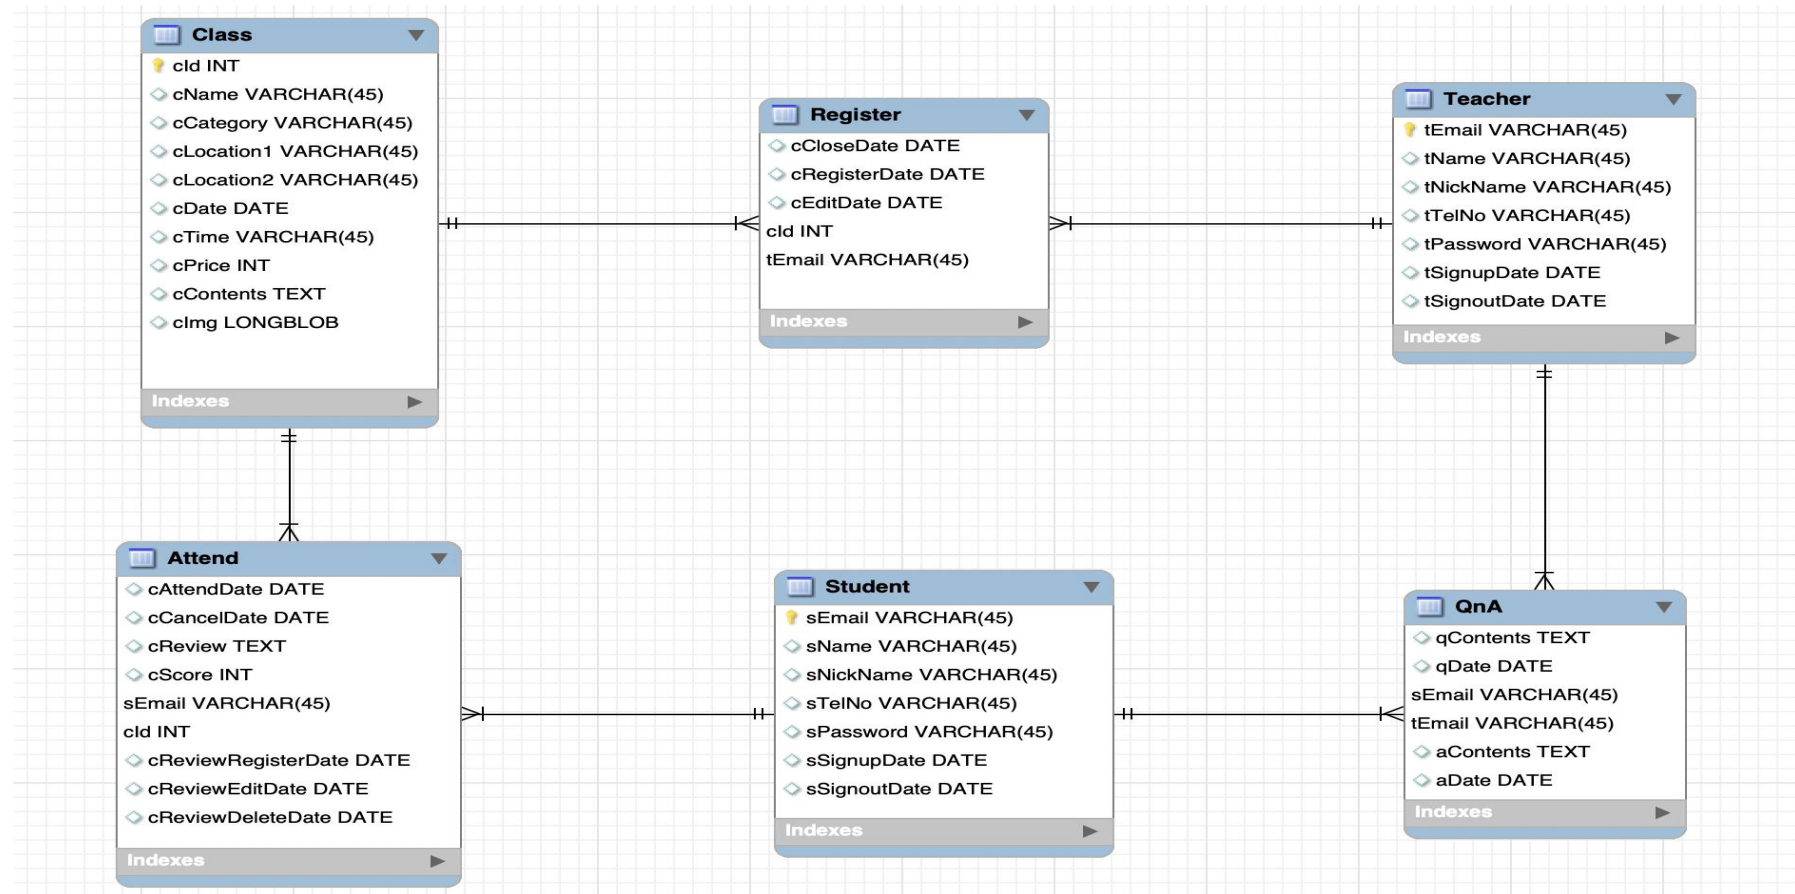 Class
cId INT
cName VARCHAR(45)
cCategory VARCHAR(45)
cLocation1 VARCHAR(45)
cLocation2 VARCHAR(45)
cDate DATE
cTime VARCHAR(45)
cPrice INT
cContents TEXT
cImg LONGBLOB
Indexes
Register
cCloseDate DATE
cRegisterDate DATE
cEditDate DATE
cId INT
tEmail VARCHAR(45)
Indexes
Teacher
tEmail VARCHAR(45)
tName VARCHAR(45)
tNickName VARCHAR(45)
tTelNo VARCHAR(45)
tPassword VARCHAR(45)
tSignupDate DATE
tSignoutDate DATE
Indexes
Attend
cAttendDate DATE
cCancelDate DATE
cReview TEXT
cScore INT
sEmail VARCHAR(45)
cId INT
cReviewRegisterDate DATE
cReviewEditDate DATE
cReviewDeleteDate DATE
Indexes
Student
sEmail VARCHAR(45)
sName VARCHAR(45)
sNickName VARCHAR(45)
sTelNo VARCHAR(45)
sPassword VARCHAR(45)
sSignupDate DATE
sSignoutDate DATE
Indexes
QnA
qContents TEXT
qDate DATE
sEmail VARCHAR(45)
tEmail VARCHAR(45)
aContents TEXT
aDate DATE
Indexes